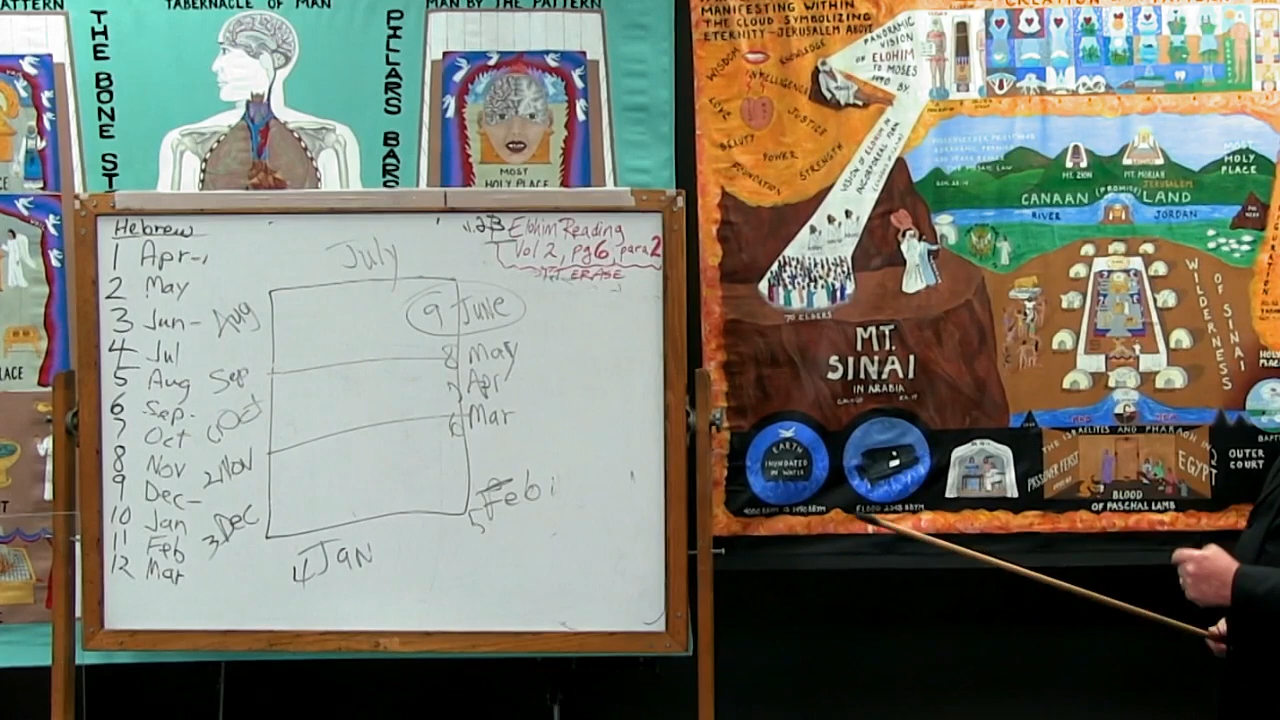 PATTERN
TABERNACLE OF MAN
MAN BY THE PATTERN
THE BONE ST
PILLARS BARS
MOST
HOLY PLACE
Hebrew
1 Apr-
2 May
3 Jun-
4 Jul
5 Aug
6 Sep-
7 Oct
8 Nov
9 Dec-
10 Jan
11 Feb
12 Mar
July
Aug
Sep
Oct
2 Nov
3 Dec
4 Jan
9 June
8 May
7 Apr
6 Mar
5 Feb
Elohim Reading
Vol 2, pg 6, para 2
ERASE
MANIFESTING WITHIN
THE CLOUD SYMBOLIZING
ETERNITY-JERUSALEM ABOVE
WISDOM
KNOWLEDGE
INTELLIGENCE
LOVE
JUSTICE
BEAUTY
POWER
FOUNDATION
STRENGTH
PANORAMIC
VISION
OF ELOHIM
TO MOSES
MOST
HOLY
PLACE
MT. ZION
MT. MORIAH
JERUSALEM
CANAAN (PROMISE) LAND
RIVER
JORDAN
70 ELDERS
MT.
SINAI
IN ARABIA
WILDERNESS
OF SINAI
EARTH
INUNDATED
IN WATER
THE ISRAELITES AND PHARAOH IN
EGYPT
PASSOVER FEAST
BLOOD
OF PASCHAL LAMB
OUTER
COURT